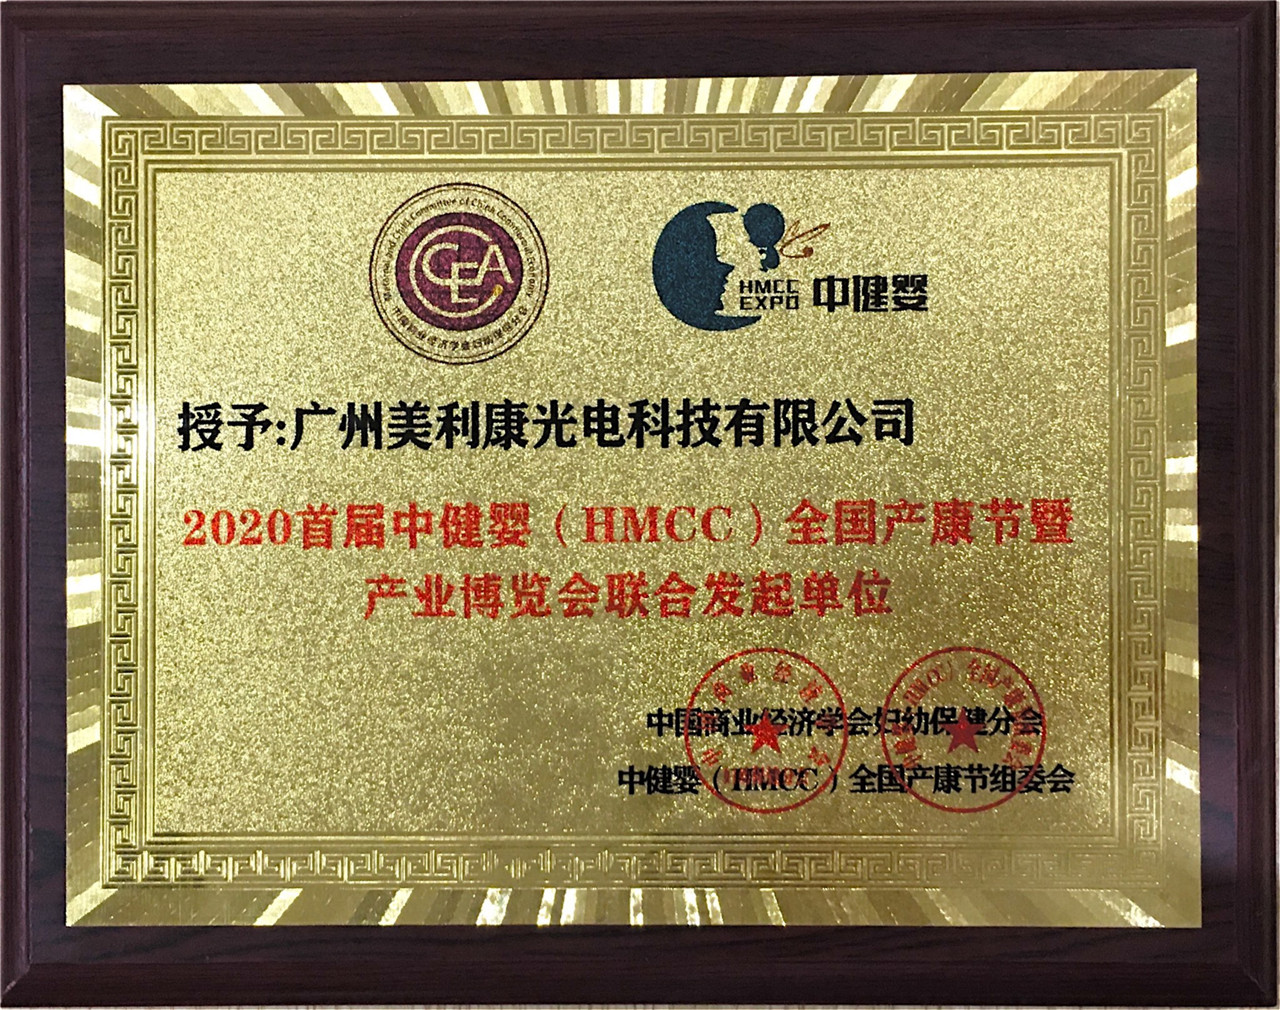 CCEA
HMCC
EXPO 中健婴
授予:广州美利康光电科技有限公司
2020首届中健婴（HMCC）全国产康节暨
产业博览会联合发起单位
中国商业经济学会妇幼保健分会
中健婴（HMCC）全国产康节组委会